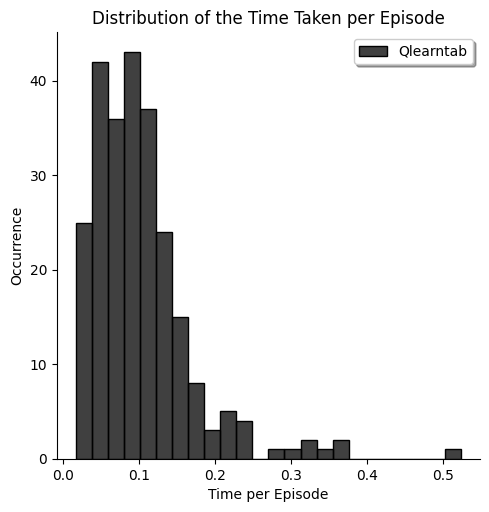 Distribution of the Time Taken per Episode
Qlearntab
Occurrence
40
30
20
10
0
0.0 0.1 0.2 0.3 0.4 0.5
Time per Episode